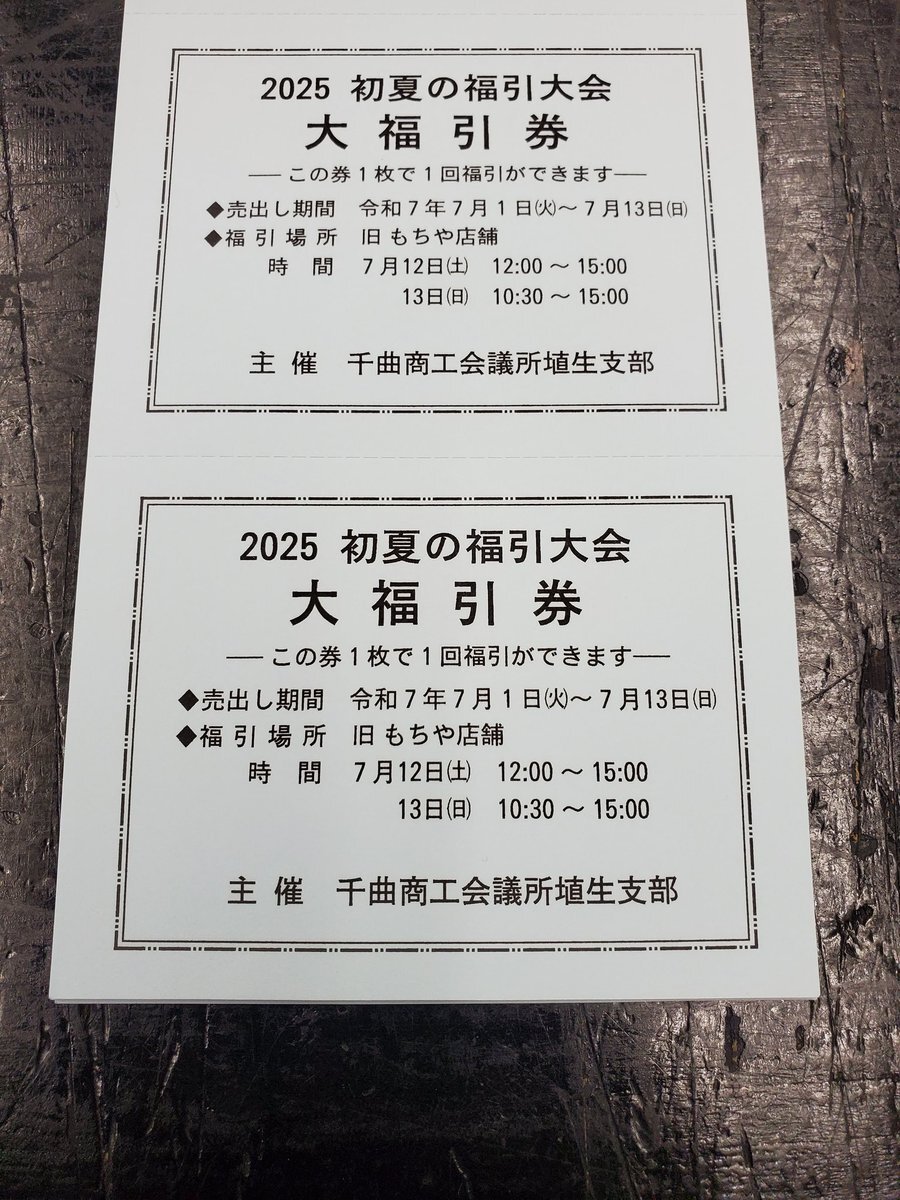 2025 初夏の福引大会
大福引券
― この券1枚で1回福引ができます ―
◆売出し期間 令和7年7月1日㈫～7月13日㈰
◆福引場所 旧 もちや店舗
時間 7月12日㈯ 12:00～15:00
13日㈰ 10:30～15:00
主催 千曲商工会議所埴生支部
2025 初夏の福引大会
大福引券
― この券1枚で1回福引ができます ―
◆売出し期間 令和7年7月1日㈫～7月13日㈰
◆福引場所 旧 もちや店舗
時間 7月12日㈯ 12:00～15:00
13日㈰ 10:30～15:00
主催 千曲商工会議所埴生支部